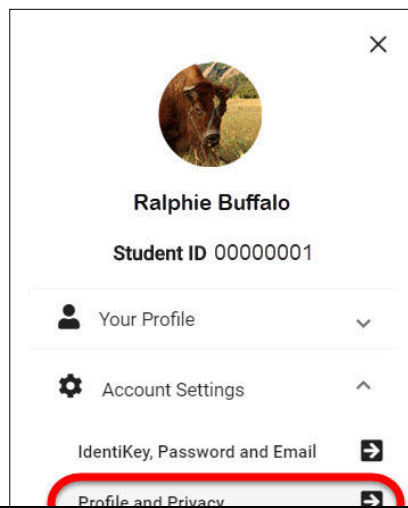 Ralphie Buffalo
Student ID 00000001
Your Profile
Account Settings
IdentiKey, Password and Email
Profile and Privacy